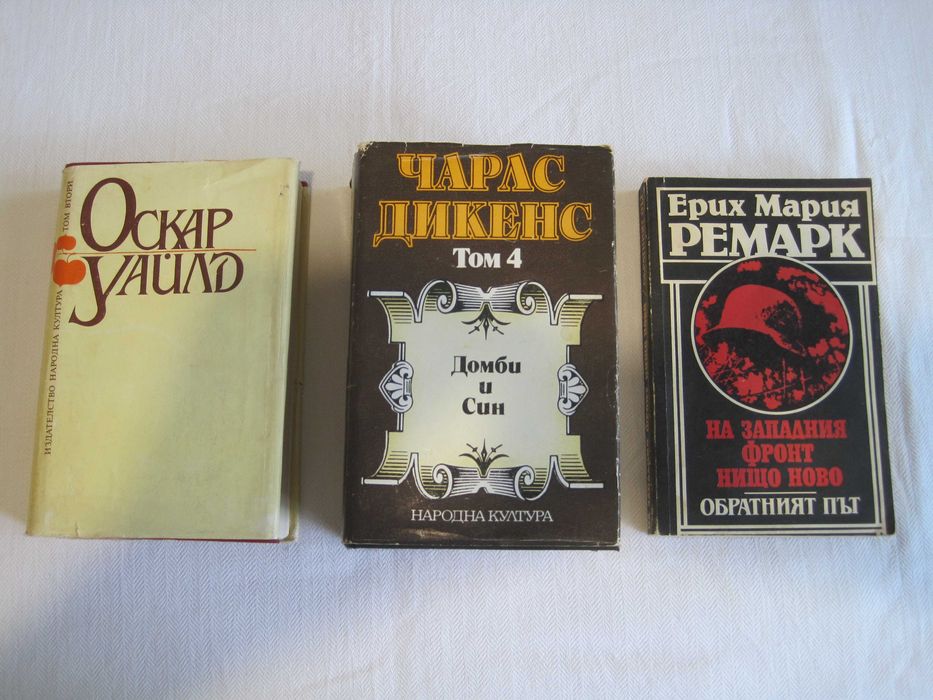 ОСКАР
УАЙЛД
ИЗДАТЕЛСТВО НАРОДНА КУЛТУРА
ТОМ ВТОРИ
ЧАРЛС
ДИКЕНС
Том 4
Домби
и
Син
НАРОДНА КУЛТУРА
Ерих Мария
РЕМАРК
НА ЗАПАДНИЯ
ФРОНТ
НИЩО НОВО
ОБРАТНИЯТ ПЪТ